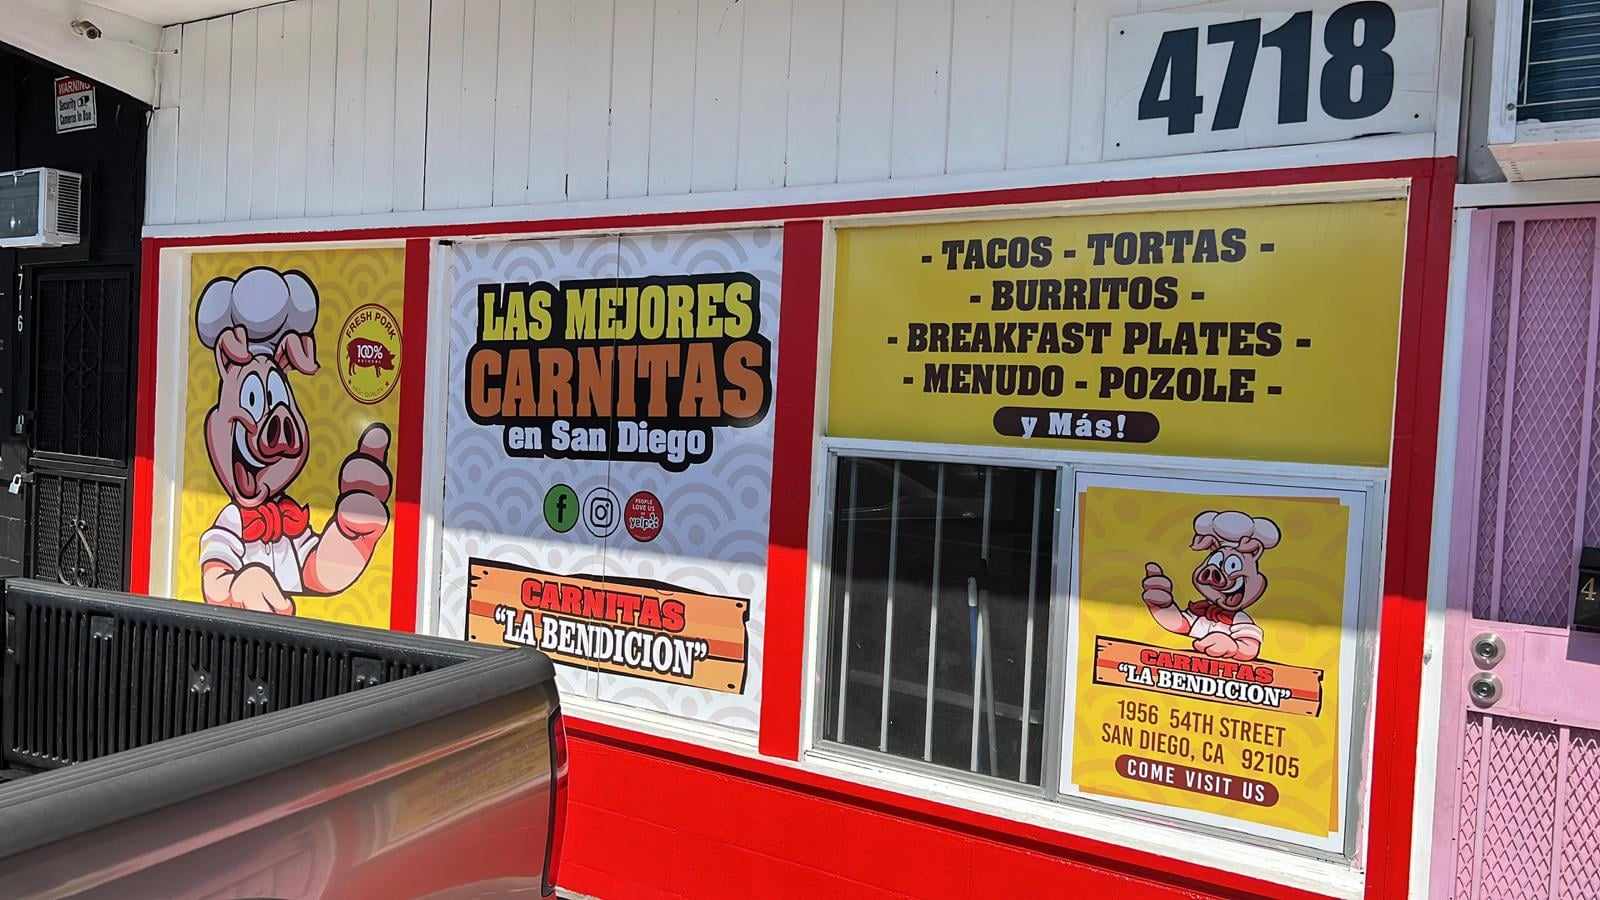 WARNING
Security
Cameras In Use
716
4718
FRESH PORK
100%
LAS MEJORES
CARNITAS
en San Diego
f
PEOPLE
LOVE US
ON
yelp
CARNITAS
"LA BENDICION"
- TACOS - TORTAS -
- BURRITOS -
- BREAKFAST PLATES -
- MENUDO - POZOLE -
y Más!
CARNITAS
"LA BENDICION"
1956 54TH STREET
SAN DIEGO, CA 92105
COME VISIT US
4